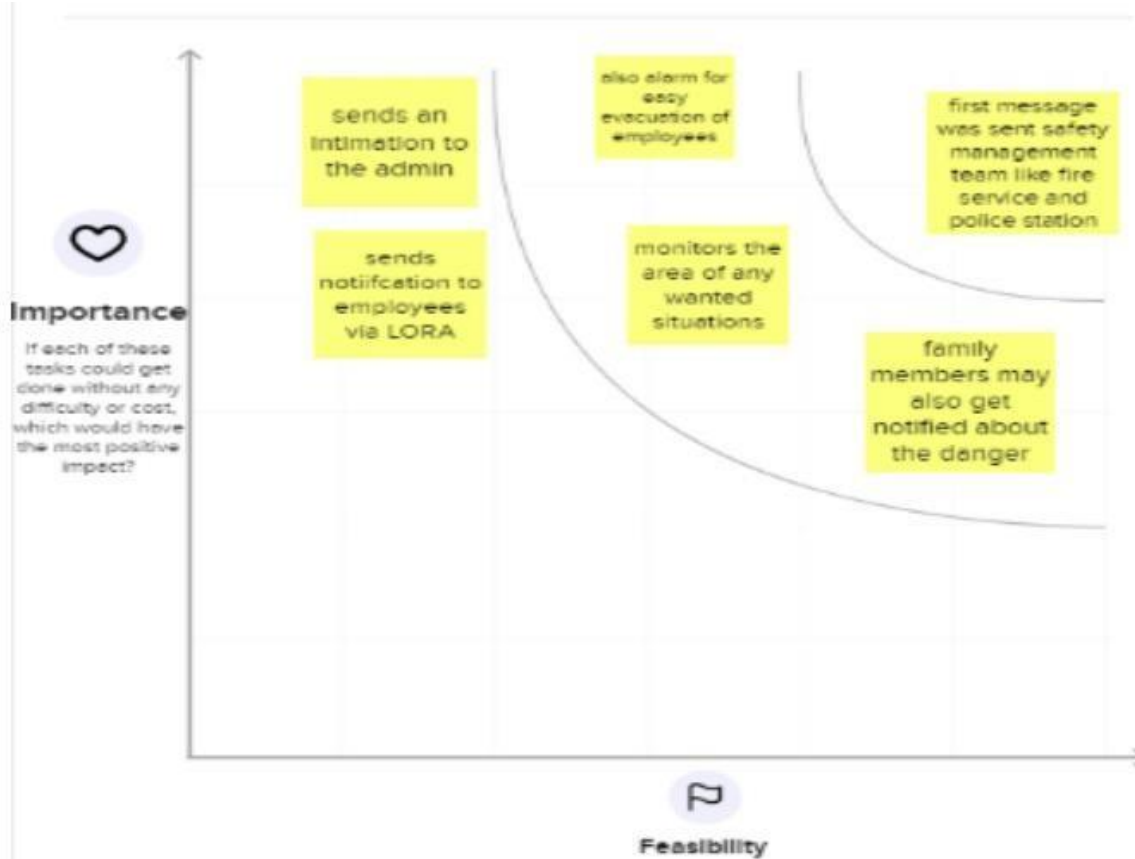 sends an
intimation to
the admin
also alarm for
easy
evacuation of
employees
first message
was sent safety
management
team like fire
service and
police station
sends
notiifcation to
employees
via LORA
monitors the
area of any
wanted
situations
family
members may
also get
notified about
the danger
Importance
If each of these
tasks could get
done without any
difficulty or cost,
which would have
the most positive
impact?
Feasibility